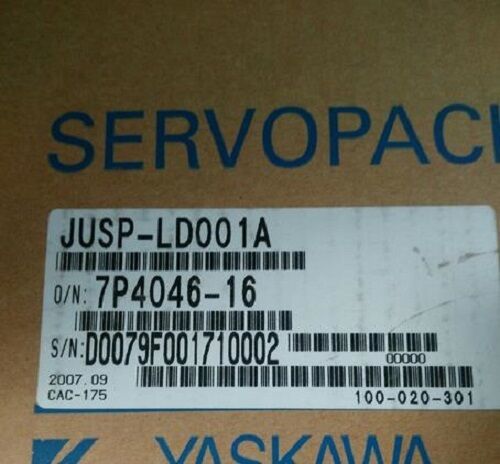 SERVOPACK
JUSP-LD001A
O/N: 7P4046-16
S/N: D0079F001710002
00000
2007.09
CAC-175
100-020-301
YASKAWA